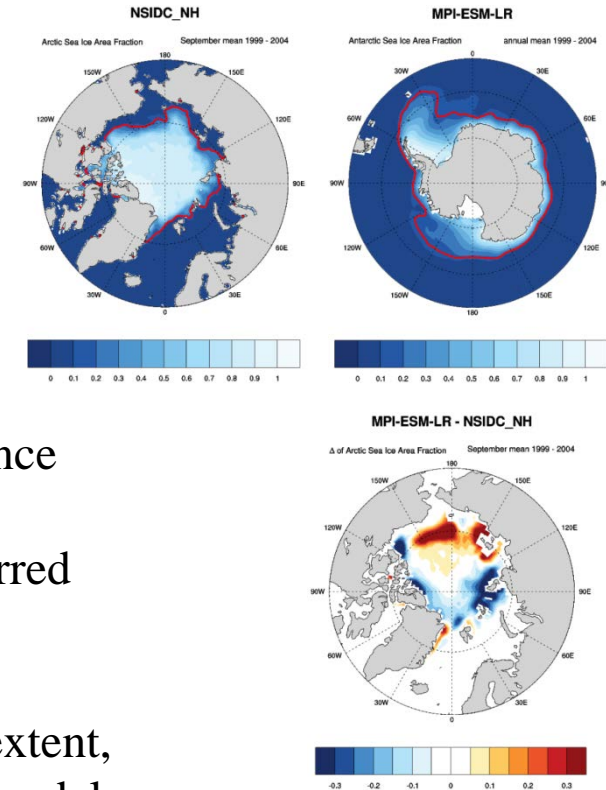 NSIDC_NH
Arctic Sea Ice Area Fraction September mean 1999 - 2004
180
150W 150E
120W 120E
90W 90E
60W 60E
30W 30E
0
0 0.1 0.2 0.3 0.4 0.5 0.6 0.7 0.8 0.9 1
MPI-ESM-LR
Antarctic Sea Ice Area Fraction annual mean 1999 - 2004
0
30W 30E
60W 60E
90W 90E
120W 120E
150W 150E
180
0 0.1 0.2 0.3 0.4 0.5 0.6 0.7 0.8 0.9 1
nce
rred
extent,
MPI-ESM-LR - NSIDC_NH
Δ of Arctic Sea Ice Area Fraction September mean 1999 - 2004
180
150W 150E
120W 120E
90W 90E
60W 60E
30W 30E
0
-0.3 -0.2 -0.1 0 0.1 0.2 0.3